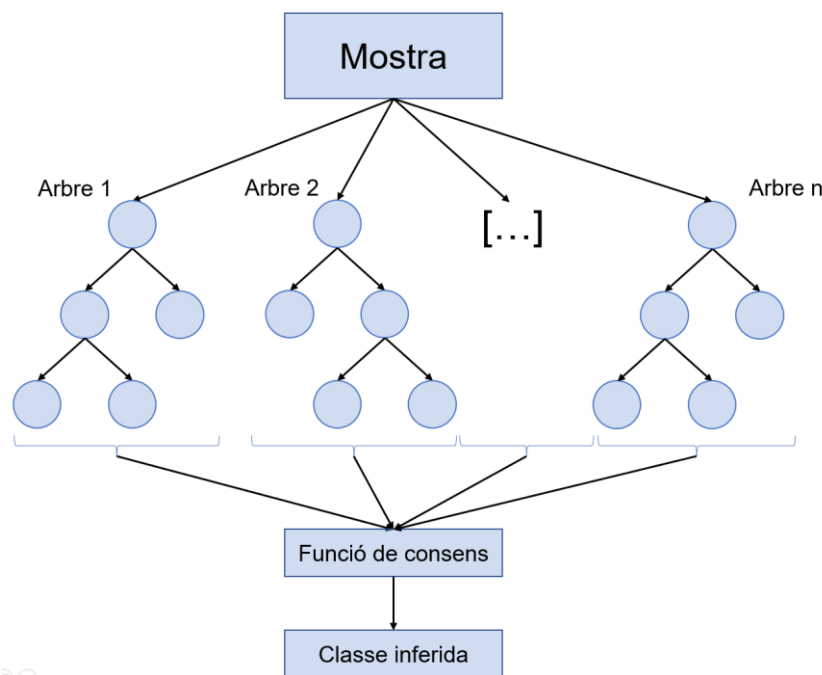 Mostra
Arbre 1
Arbre 2
[...]
Arbre n
Funció de consens
Classe inferida